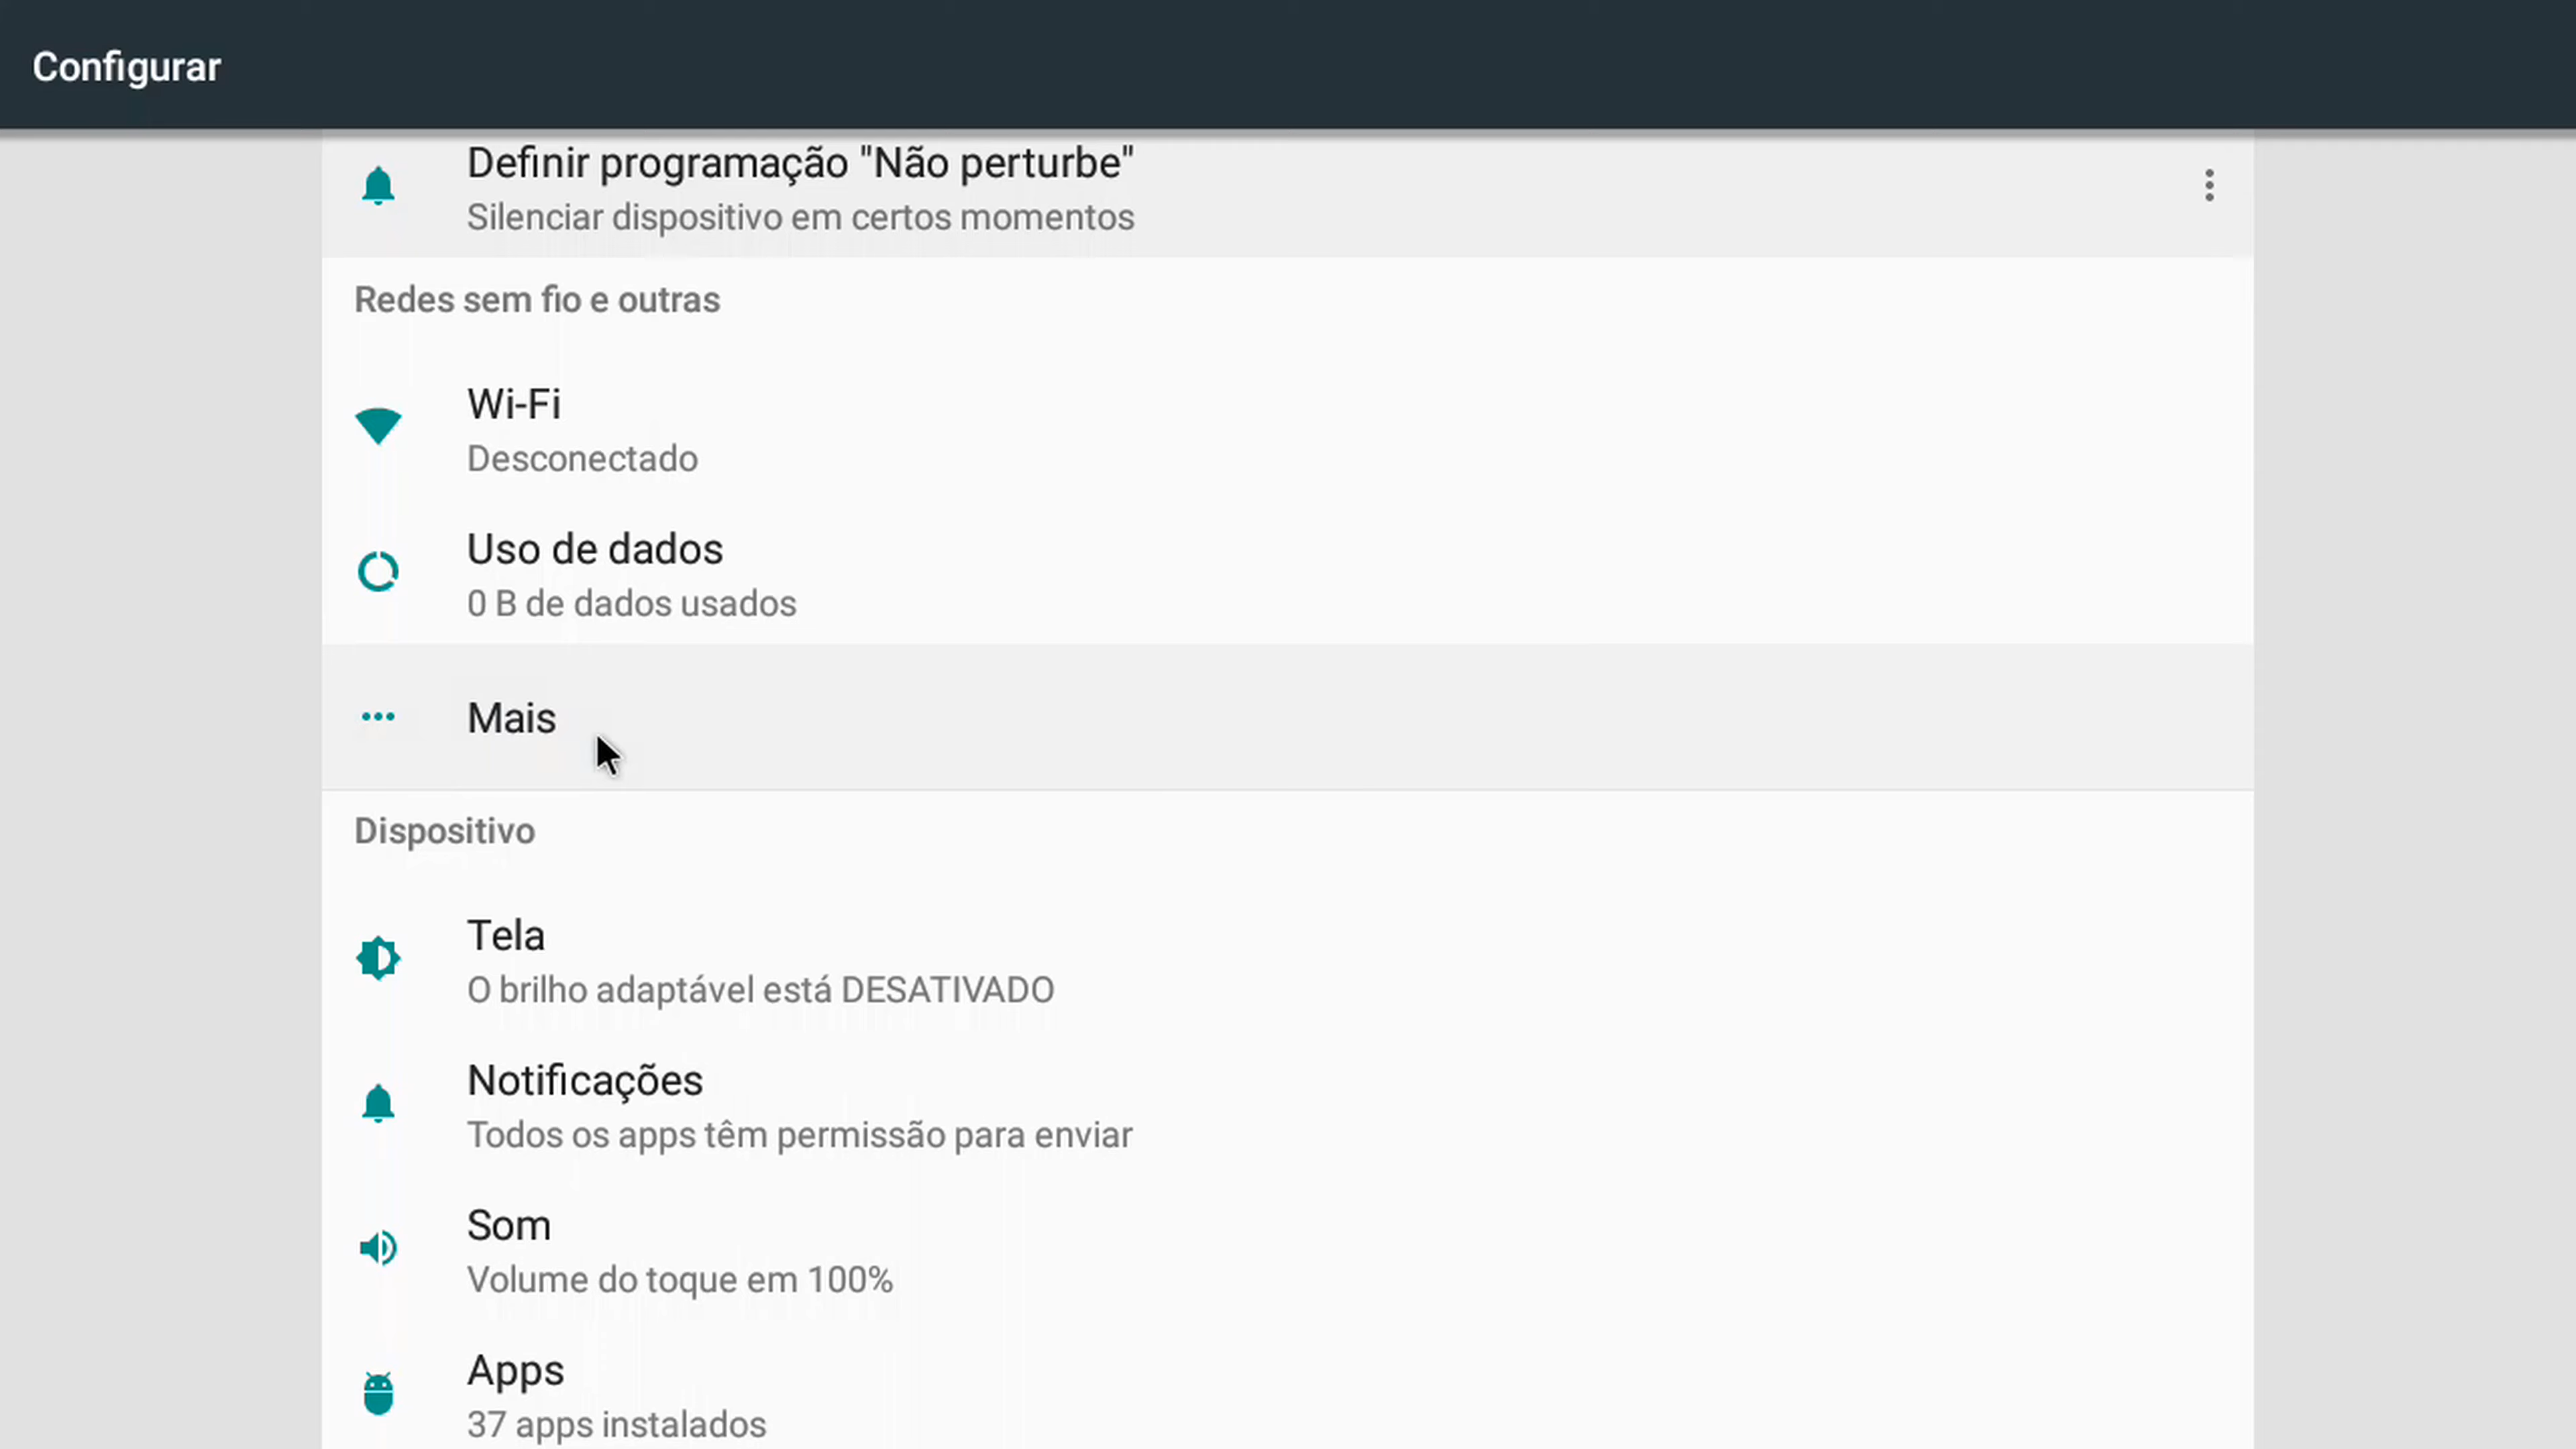 Configurar
Definir programação "Não perturbe"
Silenciar dispositivo em certos momentos
Redes sem fio e outras
Wi-Fi
Desconectado
Uso de dados
0 B de dados usados
Mais
Dispositivo
Tela
O brilho adaptável está DESATIVADO
Notificações
Todos os apps têm permissão para enviar
Som
Volume do toque em 100%
Apps
37 apps instalados